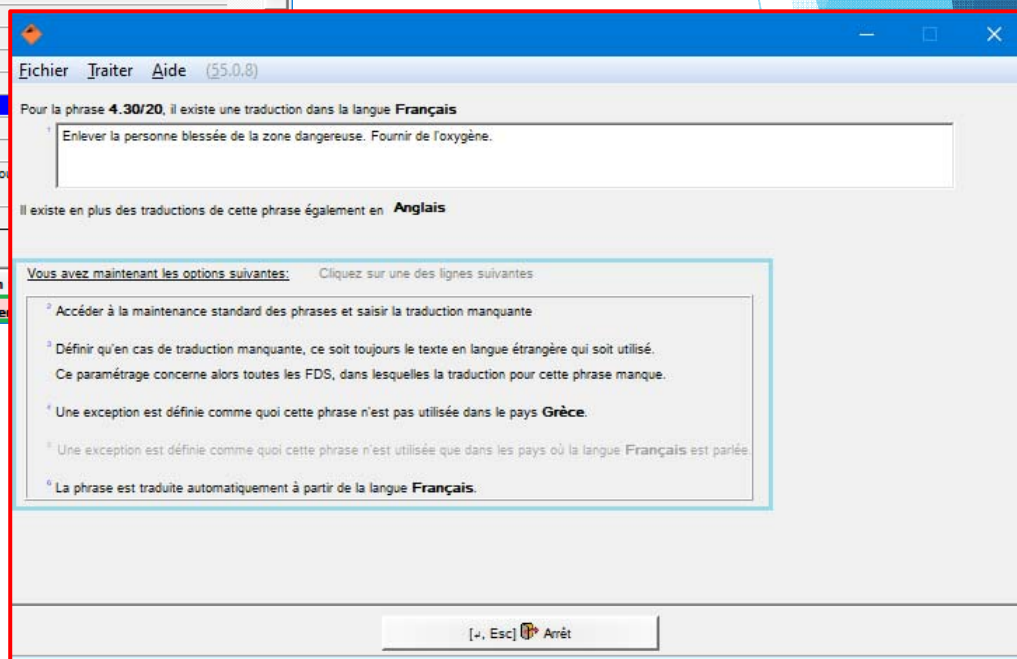 Fichier Traiter Aide (55.0.8)
Pour la phrase 4.30/20, il existe une traduction dans la langue Français
1 Enlever la personne blessée de la zone dangereuse. Fournir de l'oxygène.
Il existe en plus des traductions de cette phrase également en Anglais
Vous avez maintenant les options suivantes: Cliquez sur une des lignes suivantes
2 Accéder à la maintenance standard des phrases et saisir la traduction manquante
3 Définir qu'en cas de traduction manquante, ce soit toujours le texte en langue étrangère qui soit utilisé.
Ce paramétrage concerne alors toutes les FDS, dans lesquelles la traduction pour cette phrase manque.
4 Une exception est définie comme quoi cette phrase n'est pas utilisée dans le pays Grèce.
5 Une exception est définie comme quoi cette phrase n'est utilisée que dans les pays où la langue Français est parlée
6 La phrase est traduite automatiquement à partir de la langue Français.
[↵, Esc] Arrêt